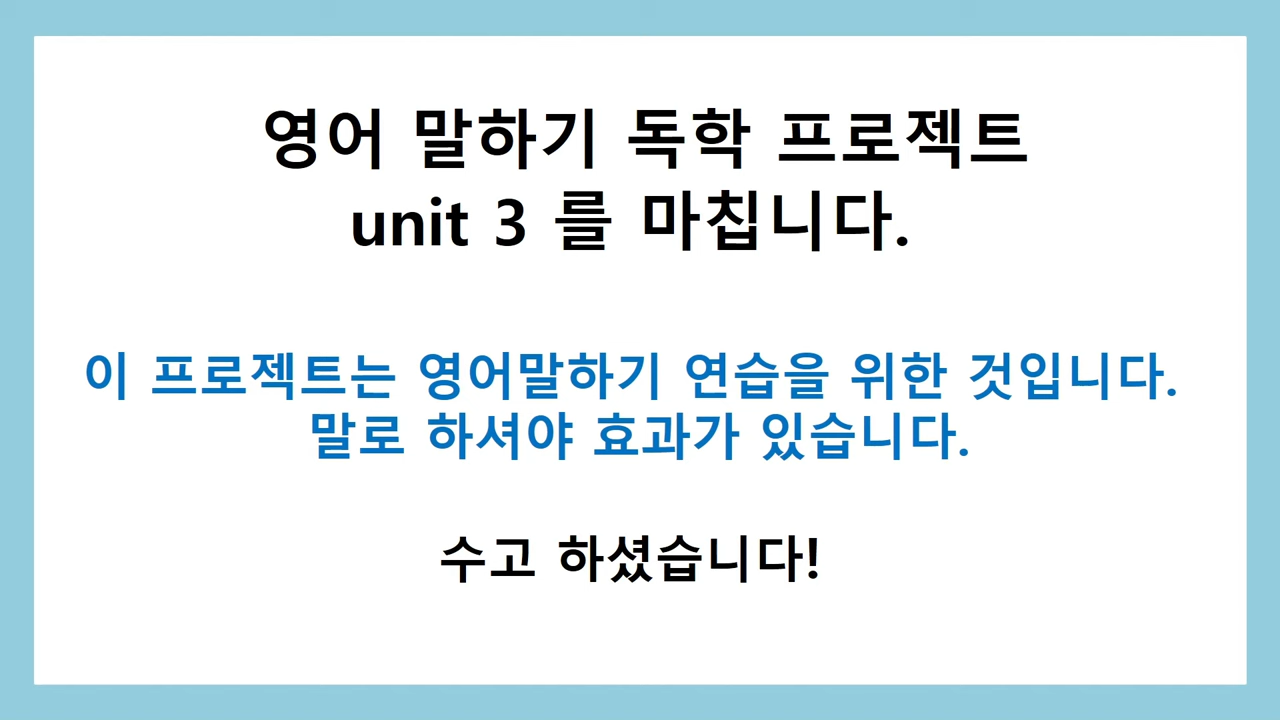 영어 말하기 독학 프로젝트
unit 3 를 마칩니다.
이 프로젝트는 영어말하기 연습을 위한 것입니다.
말로 하셔야 효과가 있습니다.
수고 하셨습니다!